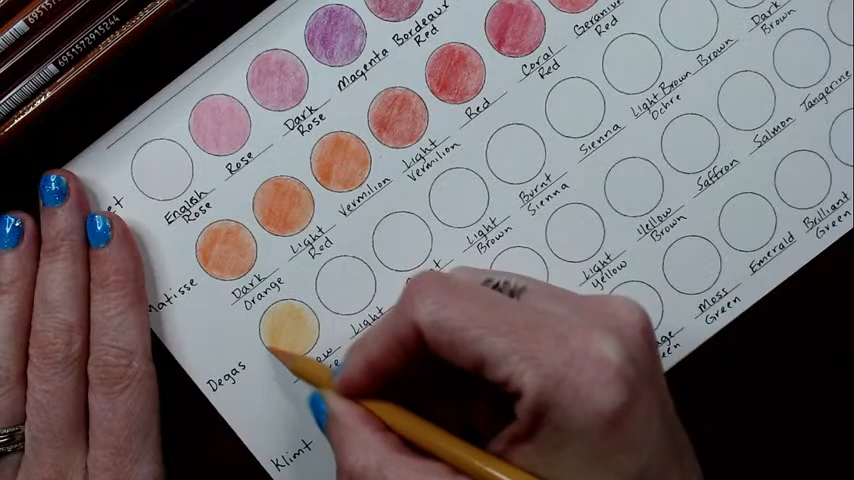 6951572915244
69515729152
Magenta
Bordeaux
Red
English
Rose
Rose
Dark
Rose
Matisse
Dark
Orange
Light
Red
Vermilion
Light
Vermilion
Red
Coral
Red
Geranium
Red
Degas
Light
Light
Brown
Burnt
Sienna
Sienna
Light Brown
Ochre
Brown
Dark
Brown
Klimt
Light
Yellow
Yellow
Brown
Saffron
Salmon
Tangerine
Moss
Green
Emerald
Brilliant
Green